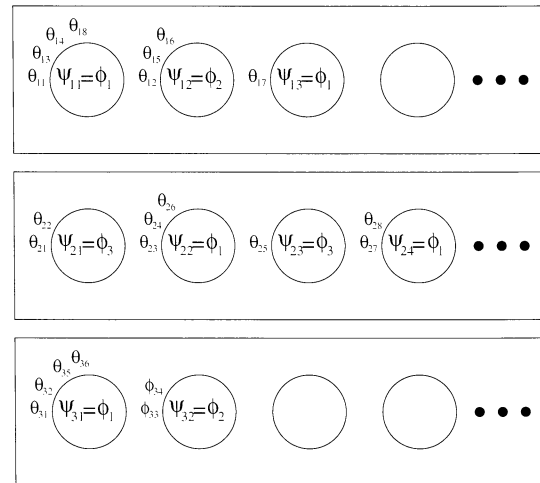 θ₁₄ θ₁₈
θ₁₃
θ₁₁ ψ₁₁=ϕ₁
θ₁₆
θ₁₅
θ₁₂ ψ₁₂=ϕ₂
θ₁₇ ψ₁₃=ϕ₁
θ₂₂
θ₂₁ ψ₂₁=ϕ₃
θ₂₆
θ₂₄
θ₂₃ ψ₂₂=ϕ₁
θ₂₅ ψ₂₃=ϕ₃
θ₂₈
θ₂₇ ψ₂₄=ϕ₁
θ₃₅ θ₃₆
θ₃₂
θ₃₁ ψ₃₁=ϕ₁
ϕ₃₄
ϕ₃₃ ψ₃₂=ϕ₂